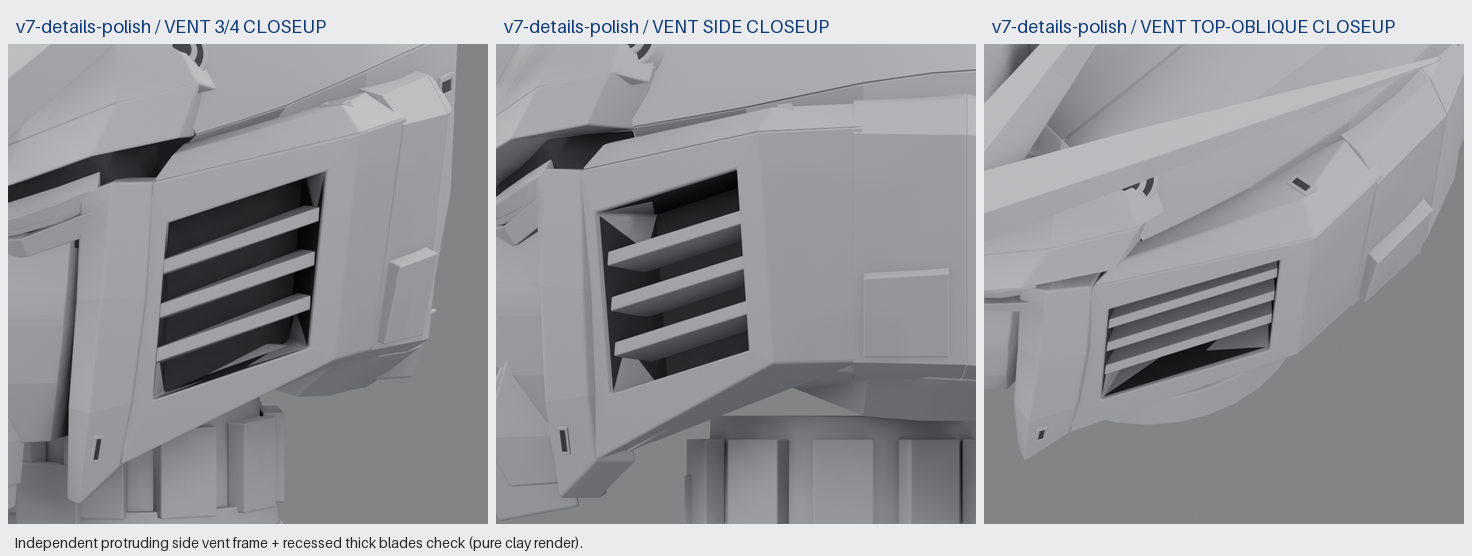 v7-details-polish / VENT 3/4 CLOSEUP
v7-details-polish / VENT SIDE CLOSEUP
v7-details-polish / VENT TOP-OBLIQUE CLOSEUP
Independent protruding side vent frame + recessed thick blades check (pure clay render).